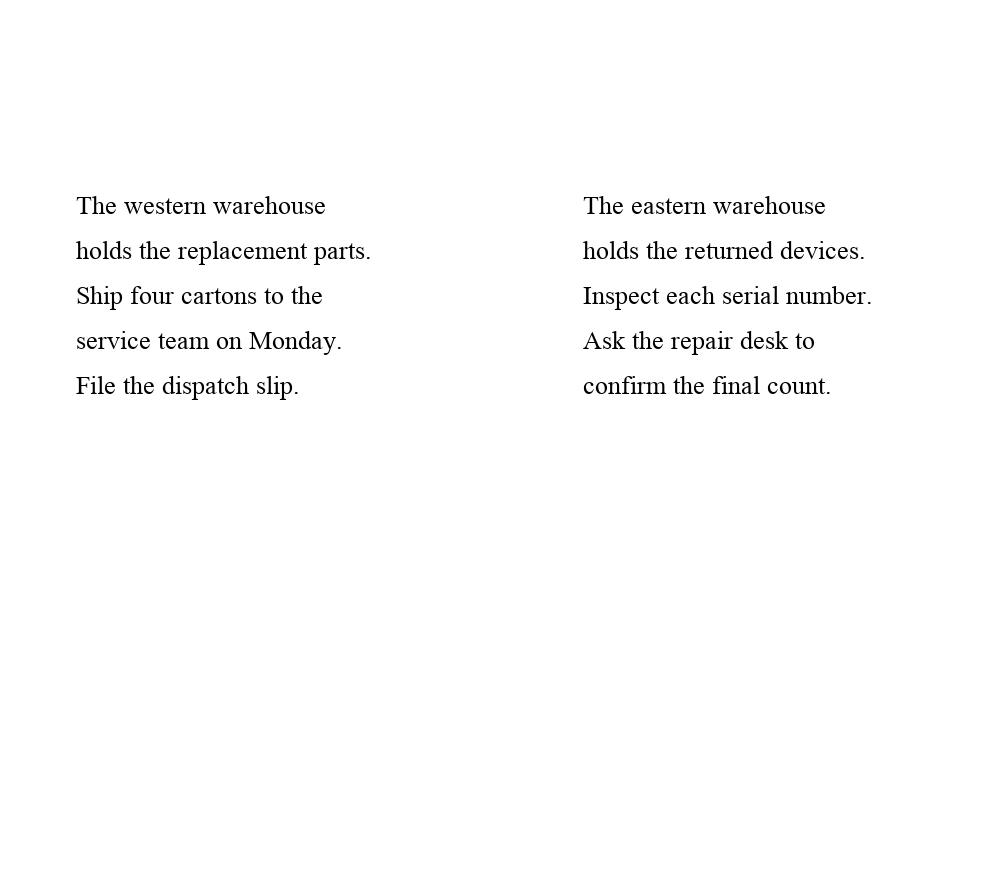 The western warehouse
holds the replacement parts.
Ship four cartons to the
service team on Monday.
File the dispatch slip.
The eastern warehouse
holds the returned devices.
Inspect each serial number.
Ask the repair desk to
confirm the final count.